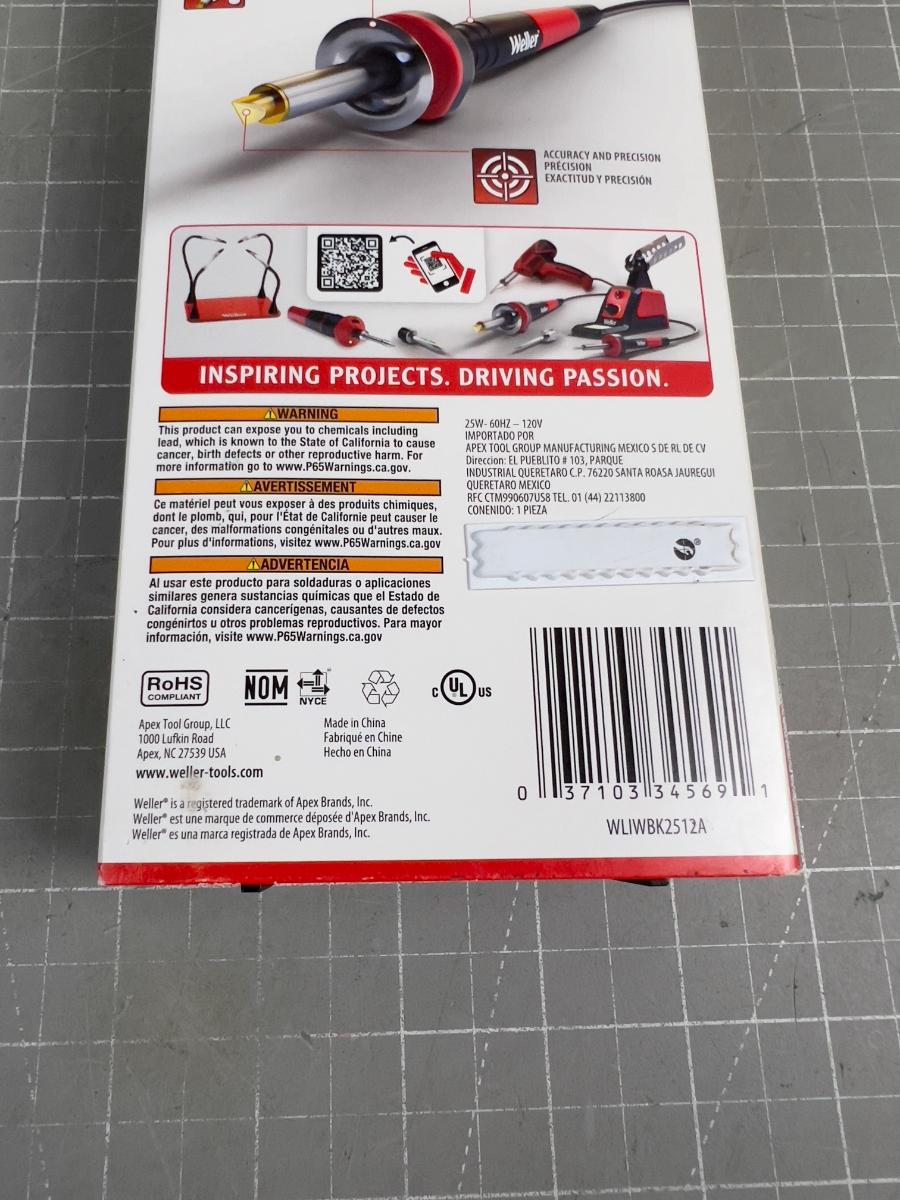 Weller
ACCURACY AND PRECISION
PRÉCISION
EXACTITUD Y PRECISIÓN
Weller
Weller
INSPIRING PROJECTS. DRIVING PASSION.
WARNING
This product can expose you to chemicals including
lead, which is known to the State of California to cause
cancer, birth defects or other reproductive harm. For
more information go to www.P65Warnings.ca.gov.
AVERTISSEMENT
Ce matériel peut vous exposer à des produits chimiques,
dont le plomb, qui, pour l'État de Californie peut causer le
cancer, des malformations congénitales ou d'autres maux.
Pour plus d'informations, visitez www.P65Warnings.ca.gov
ADVERTENCIA
Al usar este producto para soldaduras o aplicaciones
similares genera sustancias químicas que el Estado de
California considera cancerígenas, causantes de defectos
congénirtos u otros problemas reproductivos. Para mayor
información, visite www.P65Warnings.ca.gov
25W- 60HZ – 120V
IMPORTADO POR
APEX TOOL GROUP MANUFACTURING MEXICO S DE RL DE CV
Direccion: EL PUEBLITO # 103, PARQUE
INDUSTRIAL QUERETARO C.P. 76220 SANTA ROASA JAUREGUI
QUERETARO MEXICO
RFC CTM990607US8 TEL. 01 (44) 22113800
CONENIDO: 1 PIEZA
RoHS
COMPLIANT
NOM
NYCE
C UL US
Apex Tool Group, LLC
1000 Lufkin Road
Apex, NC 27539 USA
www.weller-tools.com
Made in China
Fabriqué en Chine
Hecho en China
Weller® is a registered trademark of Apex Brands, Inc.
Weller® est une marque de commerce déposée d'Apex Brands, Inc.
Weller® es una marca registrada de Apex Brands, Inc.
0 37103 34569 1
WLIWBK2512A